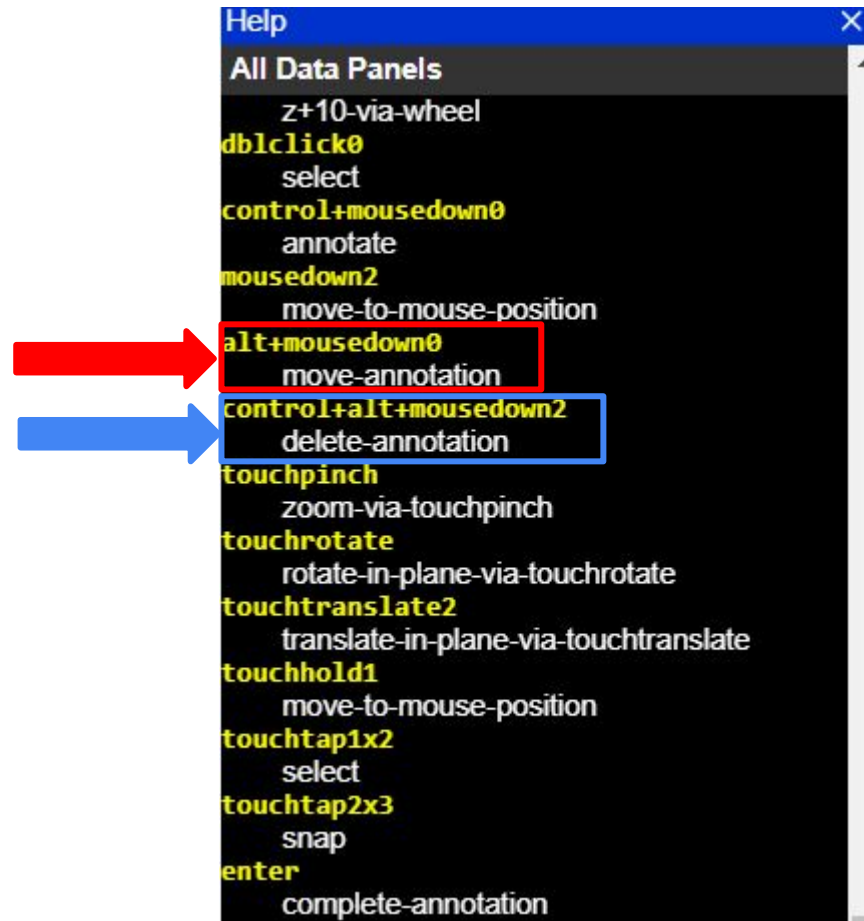 Help
×
All Data Panels
z+10-via-wheel
dblclick0
select
control+mousedown0
annotate
mousedown2
move-to-mouse-position
alt+mousedown0
move-annotation
control+alt+mousedown2
delete-annotation
touchpinch
zoom-via-touchpinch
touchrotate
rotate-in-plane-via-touchrotate
touchtranslate2
translate-in-plane-via-touchtranslate
touchhold1
move-to-mouse-position
touchtap1x2
select
touchtap2x3
snap
enter
complete-annotation